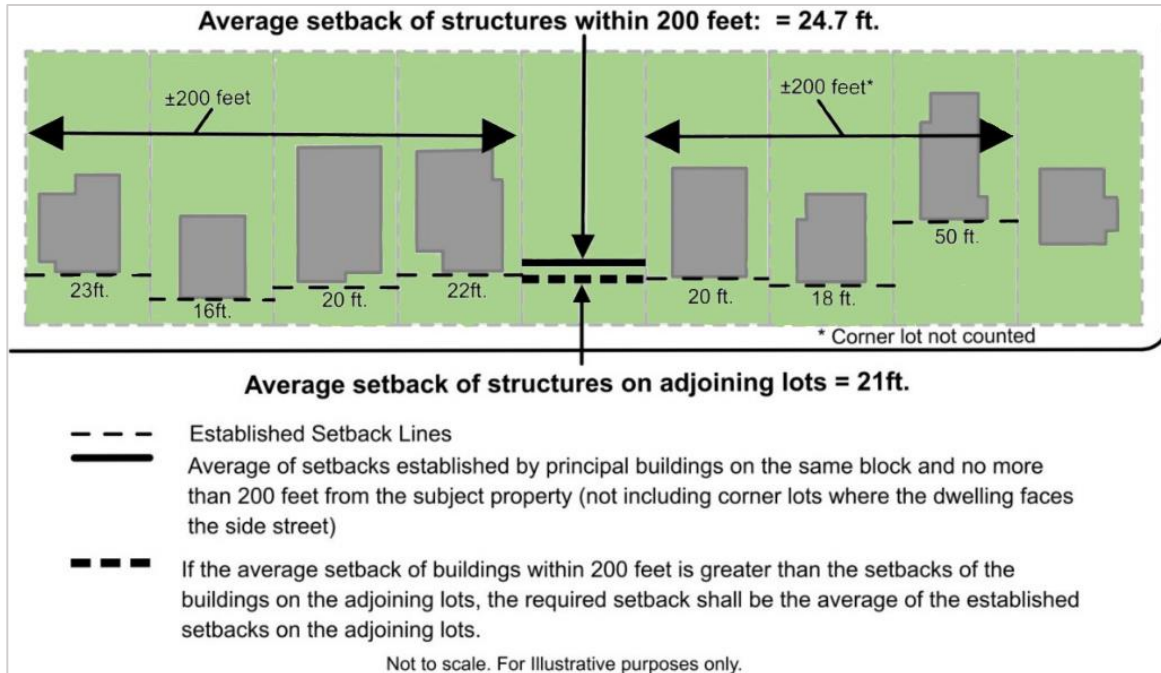 Average setback of structures within 200 feet: = 24.7 ft.
±200 feet
±200 feet*
23ft.
16ft.
20 ft.
22ft.
20 ft.
18 ft.
50 ft.
* Corner lot not counted
Average setback of structures on adjoining lots = 21ft.
Established Setback Lines
Average of setbacks established by principal buildings on the same block and no more
than 200 feet from the subject property (not including corner lots where the dwelling faces
the side street)
If the average setback of buildings within 200 feet is greater than the setbacks of the
buildings on the adjoining lots, the required setback shall be the average of the established
setbacks on the adjoining lots.
Not to scale. For Illustrative purposes only.